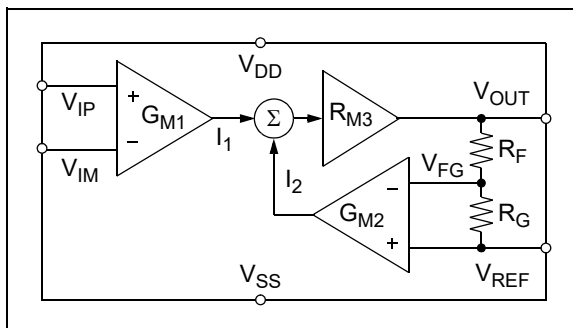 V_DD
V_OUT
V_IP
+
G_M1
−
V_IM
I_1
Σ
R_M3
R_F
V_FG
I_2
−
G_M2
+
R_G
V_SS
V_REF